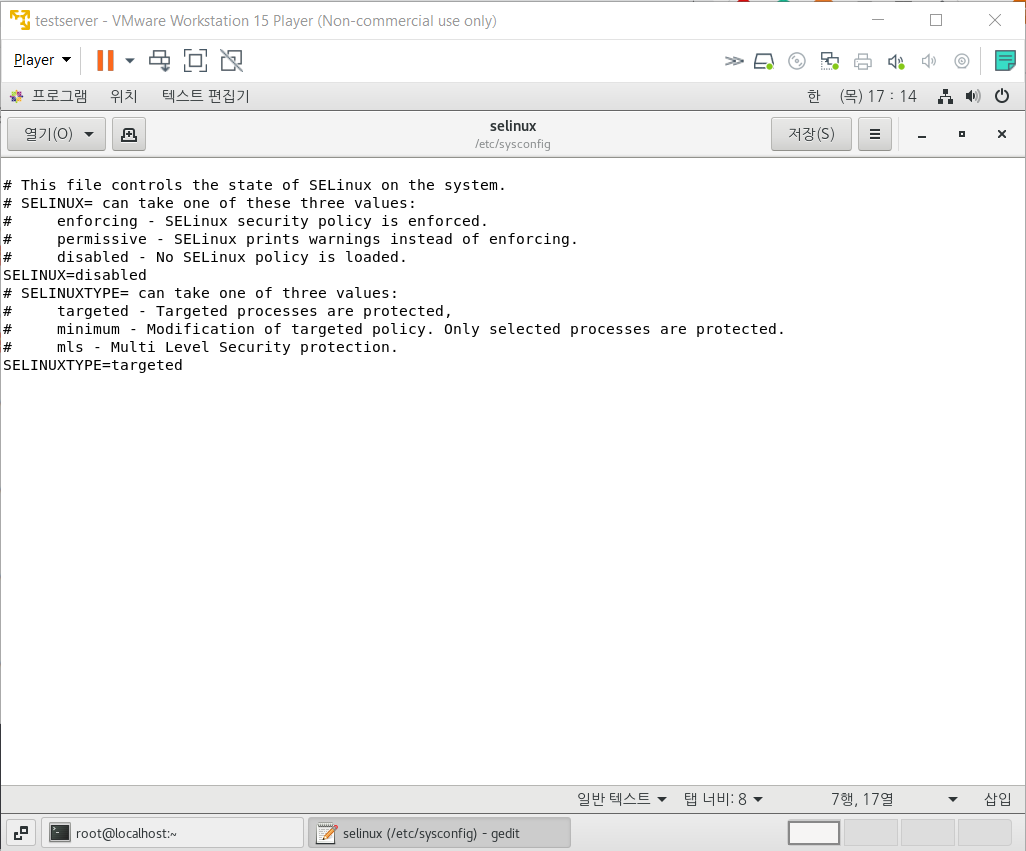 testserver - VMware Workstation 15 Player (Non-commercial use only)
Player
프로그램 위치 텍스트 편집기 한 (목) 17 : 14
열기(O) selinux 저장(S)
/etc/sysconfig
# This file controls the state of SELinux on the system.
# SELINUX= can take one of these three values:
#     enforcing - SELinux security policy is enforced.
#     permissive - SELinux prints warnings instead of enforcing.
#     disabled - No SELinux policy is loaded.
SELINUX=disabled
# SELINUXTYPE= can take one of three values:
#     targeted - Targeted processes are protected,
#     minimum - Modification of targeted policy. Only selected processes are protected.
#     mls - Multi Level Security protection.
SELINUXTYPE=targeted
일반 텍스트 탭 너비: 8 7행, 17열 삽입
root@localhost:~ selinux (/etc/sysconfig) - gedit